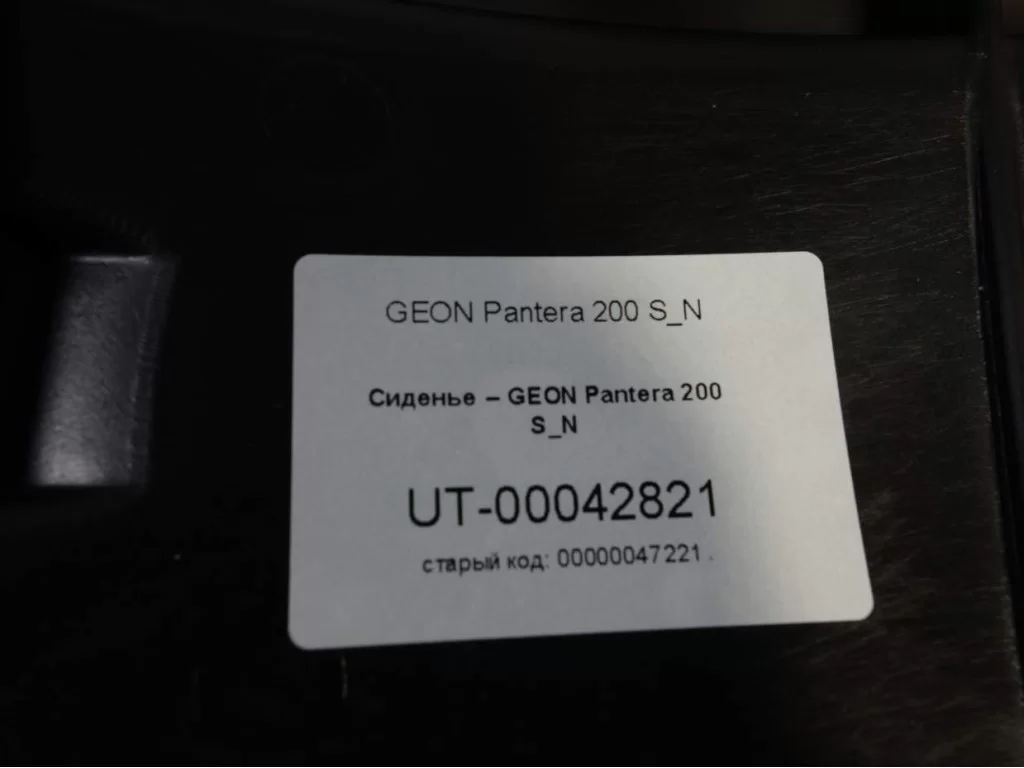 GEON Pantera 200 S_N
Сиденье – GEON Pantera 200
S_N
UT-00042821
старый код: 00000047221 .